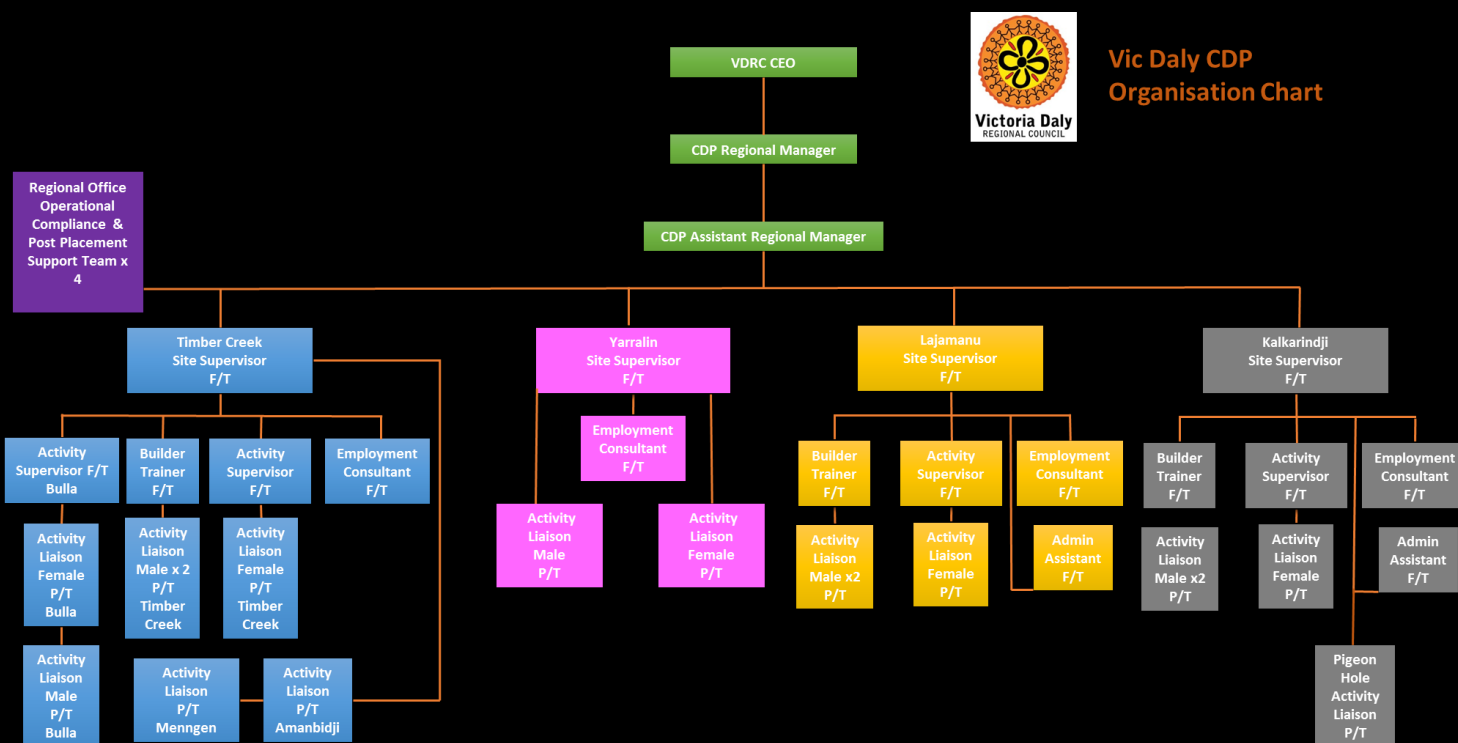 VDRC CEO
Vic Daly CDP
Organisation Chart
Victoria Daly
REGIONAL COUNCIL
CDP Regional Manager
Regional Office
Operational
Compliance &
Post Placement
Support Team x
4
CDP Assistant Regional Manager
Timber Creek
Site Supervisor
F/T
Yarralin
Site Supervisor
F/T
Lajamanu
Site Supervisor
F/T
Kalkarindji
Site Supervisor
F/T
Activity
Supervisor F/T
Bulla
Builder
Trainer
F/T
Activity
Supervisor
F/T
Employment
Consultant
F/T
Employment
Consultant
F/T
Builder
Trainer
F/T
Activity
Supervisor
F/T
Employment
Consultant
F/T
Builder
Trainer
F/T
Activity
Supervisor
F/T
Employment
Consultant
F/T
Activity
Liaison
Female
P/T
Bulla
Activity
Liaison
Male x 2
P/T
Timber
Creek
Activity
Liaison
Female
P/T
Timber
Creek
Activity
Liaison
Male
P/T
Activity
Liaison
Female
P/T
Activity
Liaison
Male x2
P/T
Activity
Liaison
Female
P/T
Admin
Assistant
F/T
Activity
Liaison
Male x2
P/T
Activity
Liaison
Female
P/T
Admin
Assistant
F/T
Activity
Liaison
Male
P/T
Bulla
Activity
Liaison
P/T
Menngen
Activity
Liaison
P/T
Amanbidji
Pigeon
Hole
Activity
Liaison
P/T